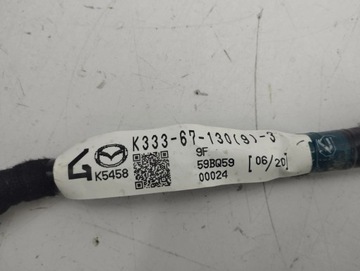 K333-67-130(9)-3
G K5458 9F
59BQ59 [06/20]
00024